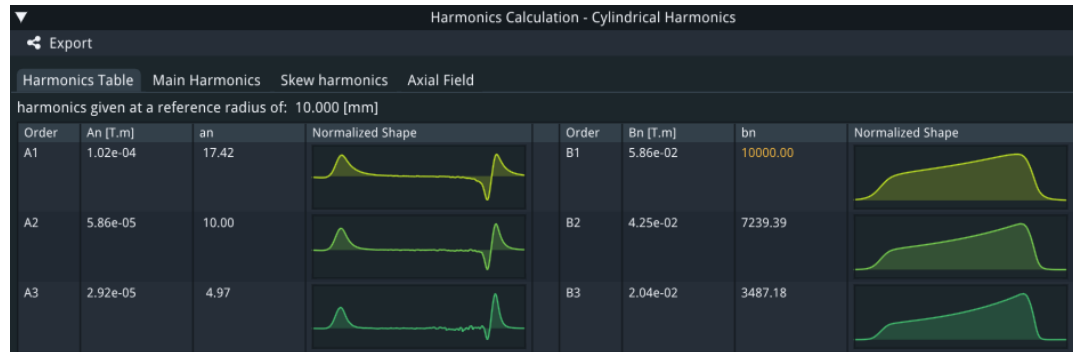 Harmonics Calculation - Cylindrical Harmonics
Export
Harmonics Table Main Harmonics Skew harmonics Axial Field
harmonics given at a reference radius of: 10.000 [mm]
Order An [T.m] an Normalized Shape Order Bn [T.m] bn Normalized Shape
A1 1.02e-04 17.42 B1 5.86e-02 10000.00
A2 5.86e-05 10.00 B2 4.25e-02 7239.39
A3 2.92e-05 4.97 B3 2.04e-02 3487.18